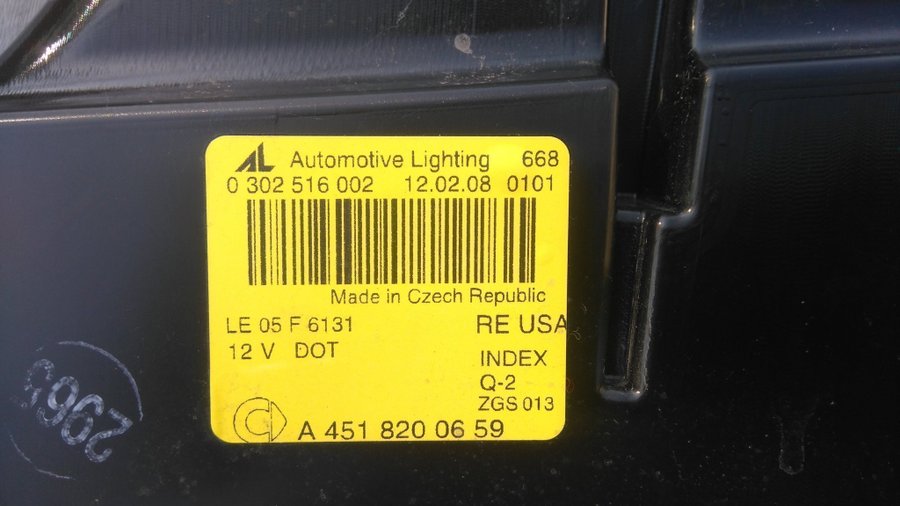 AL Automotive Lighting 668
0 302 516 002 12.02.08 0101
Made in Czech Republic
LE 05 F 6131 RE USA
12 V DOT INDEX
Q-2
ZGS 013
A 451 820 06 59